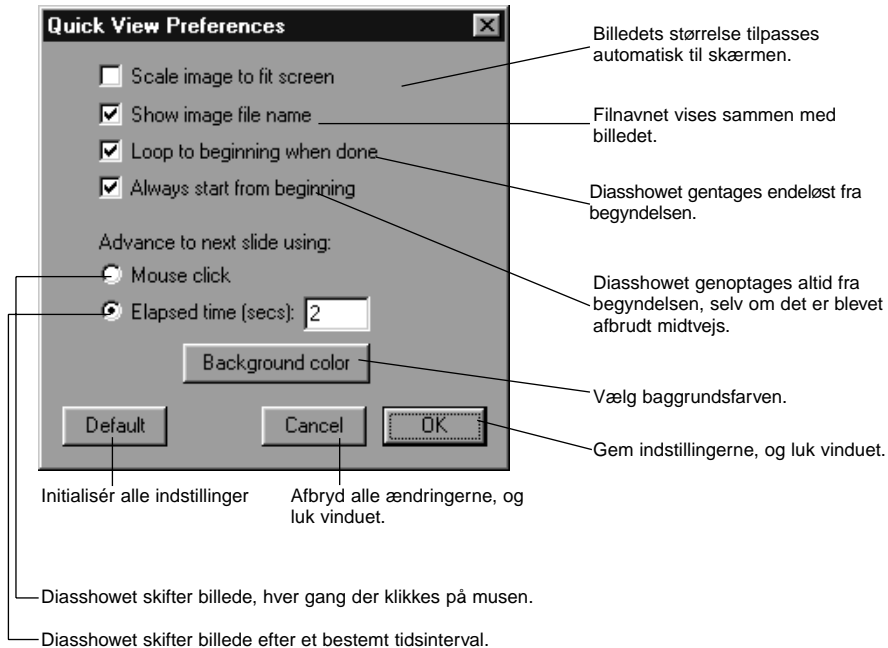 Quick View Preferences
Scale image to fit screen
Show image file name
Loop to beginning when done
Always start from beginning
Advance to next slide using:
Mouse click
Elapsed time (secs): 2
Background color
Default
Cancel
OK
Billedets størrelse tilpasses
automatisk til skærmen.
Filnavnet vises sammen med
billedet.
Diasshowet gentages endeløst fra
begyndelsen.
Diasshowet genoptages altid fra
begyndelsen, selv om det er blevet
afbrudt midtvejs.
Vælg baggrundsfarven.
Gem indstillingerne, og luk vinduet.
Initialisér alle indstillinger
Afbryd alle ændringerne, og
luk vinduet.
Diasshowet skifter billede, hver gang der klikkes på musen.
Diasshowet skifter billede efter et bestemt tidsinterval.